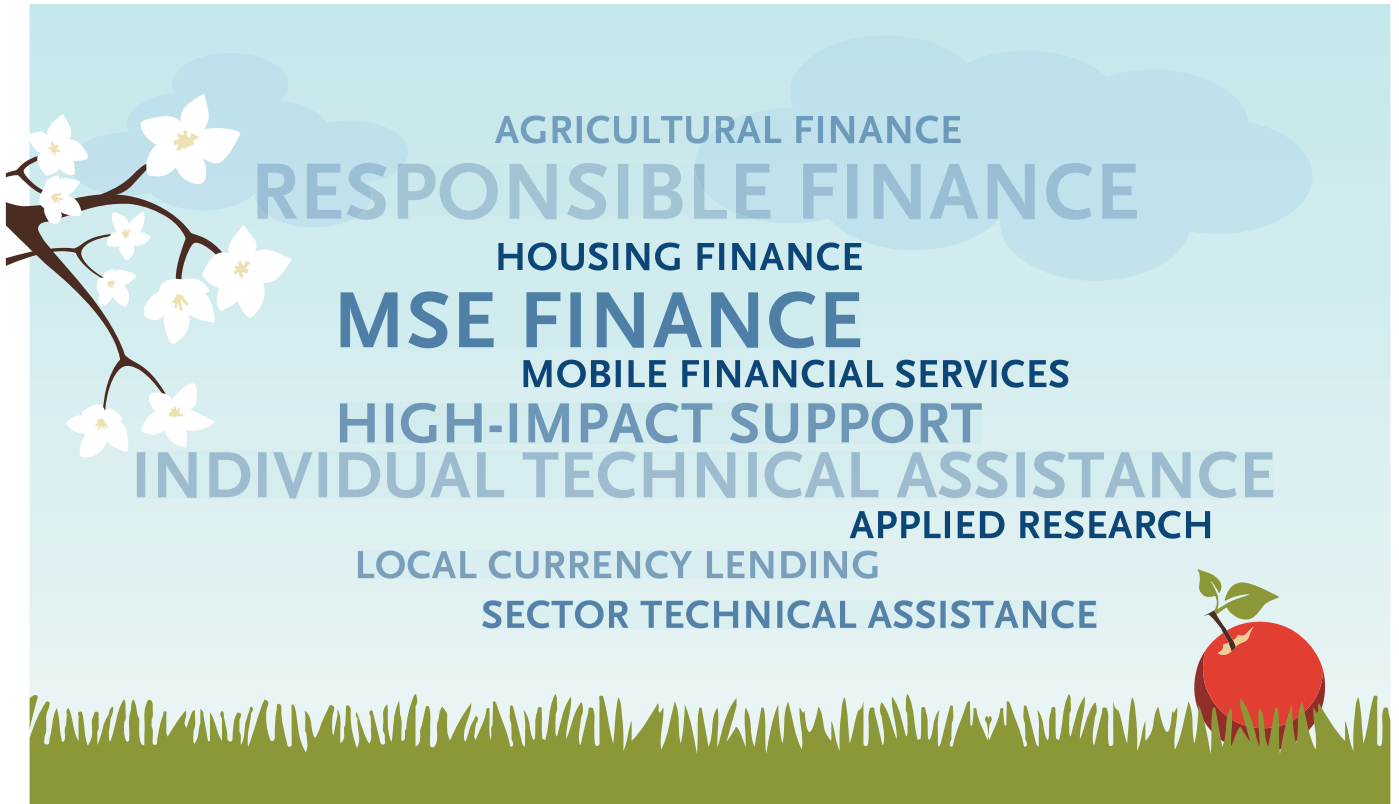 AGRICULTURAL FINANCE
RESPONSIBLE FINANCE
HOUSING FINANCE
MSE FINANCE
MOBILE FINANCIAL SERVICES
HIGH-IMPACT SUPPORT
INDIVIDUAL TECHNICAL ASSISTANCE
APPLIED RESEARCH
LOCAL CURRENCY LENDING
SECTOR TECHNICAL ASSISTANCE